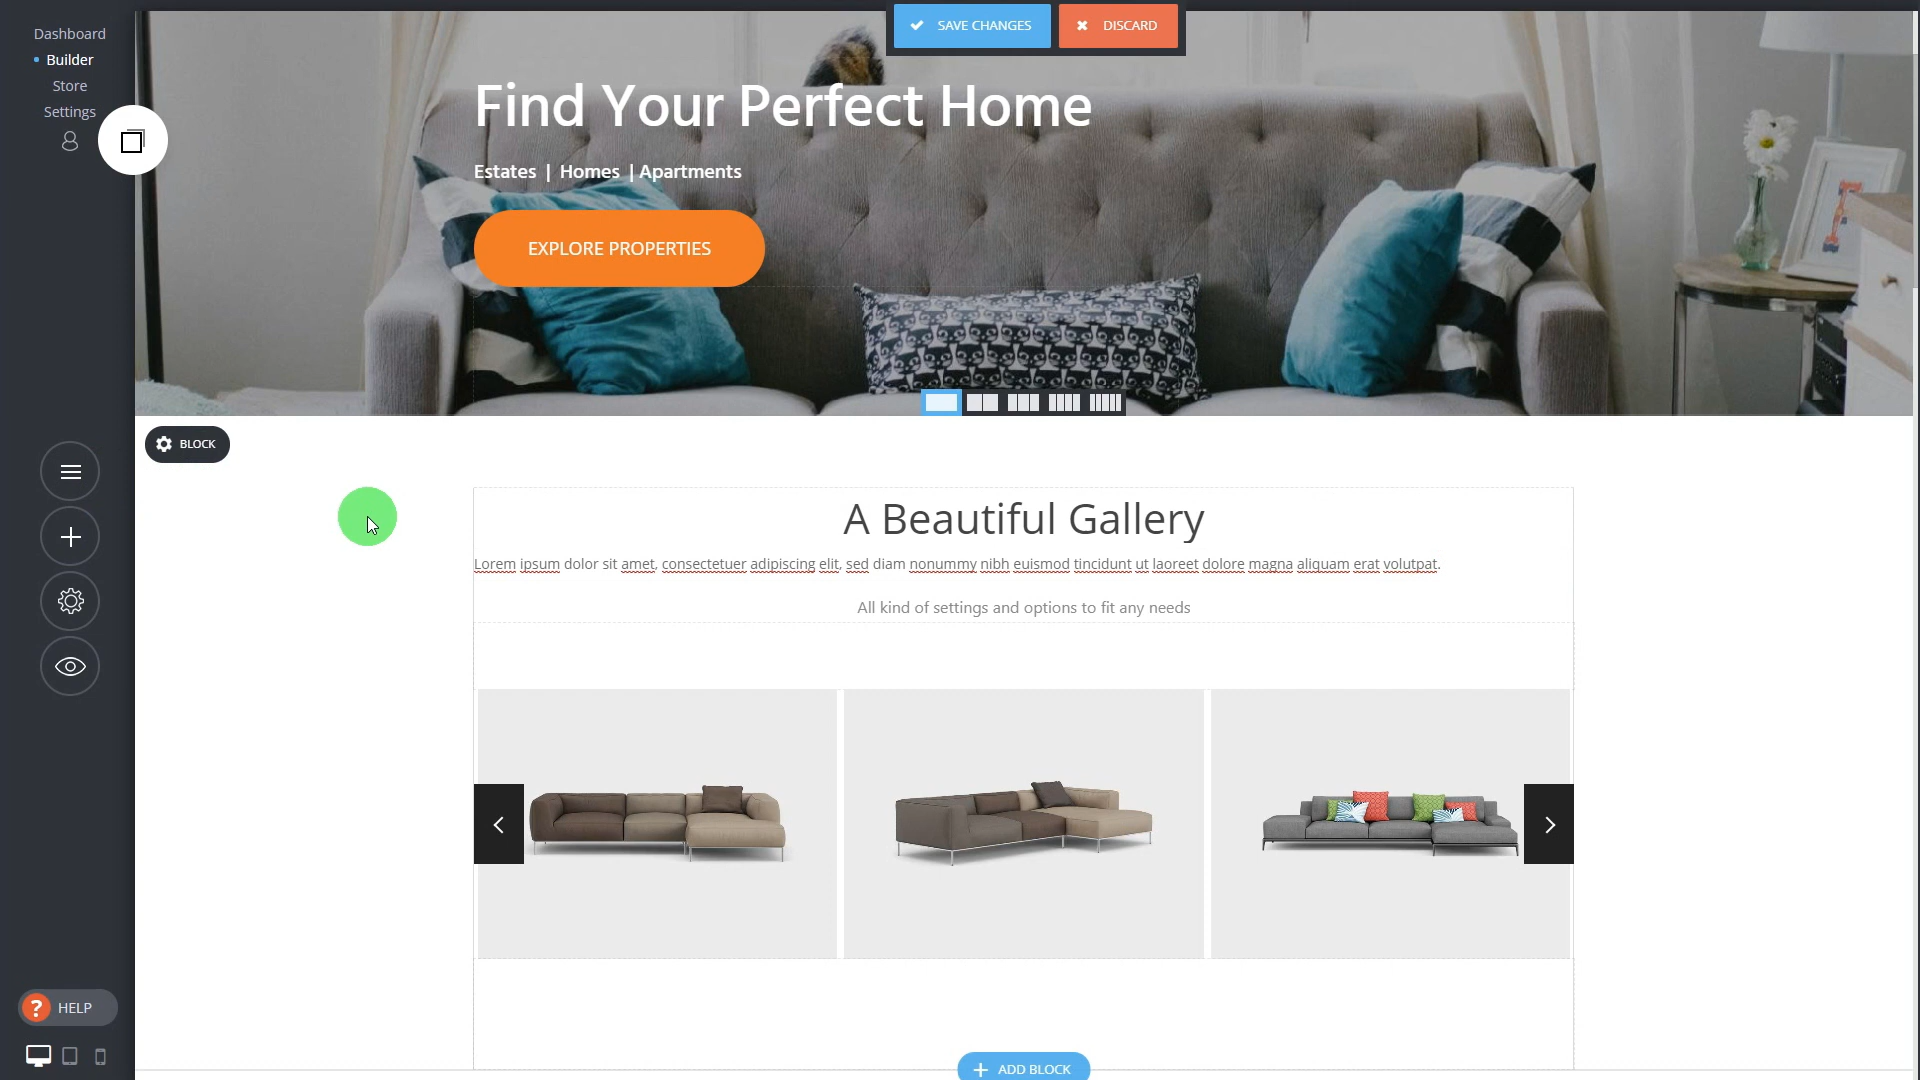 Dashboard
Builder
Store
Settings
SAVE CHANGES
DISCARD
Find Your Perfect Home
Estates | Homes | Apartments
EXPLORE PROPERTIES
BLOCK
A Beautiful Gallery
Lorem ipsum dolor sit amet, consectetuer adipiscing elit, sed diam nonummy nibh euismod tincidunt ut laoreet dolore magna aliquam erat volutpat.
All kind of settings and options to fit any needs
? HELP
+ ADD BLOCK